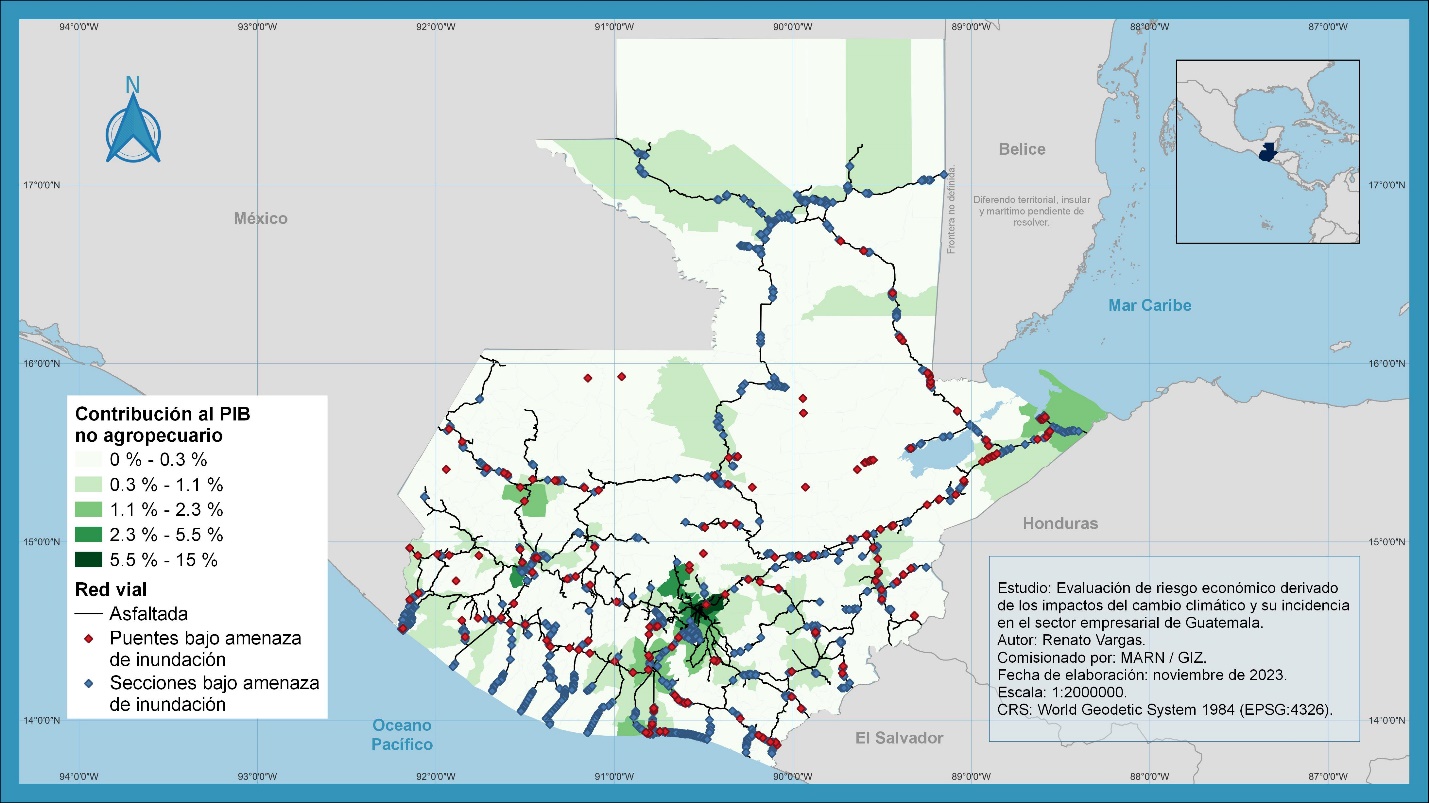 94°0'0"W
93°0'0"W
92°0'0"W
91°0'0"W
90°0'0"W
89°0'0"W
88°0'0"W
87°0'0"W
N
Belice
17°0'0"N
17°0'0"N
Diferendo territorial, insular
y marítimo pendiente de
resolver.
Frontera no definida.
México
Mar Caribe
16°0'0"N
16°0'0"N
Contribución al PIB
no agropecuario
0 % - 0.3 %
0.3 % - 1.1 %
1.1 % - 2.3 %
2.3 % - 5.5 %
5.5 % - 15 %
Red vial
Asfaltada
Puentes bajo amenaza
de inundación
Secciones bajo amenaza
de inundación
Honduras
15°0'0"N
15°0'0"N
Estudio: Evaluación de riesgo económico derivado
de los impactos del cambio climático y su incidencia
en el sector empresarial de Guatemala.
Autor: Renato Vargas.
Comisionado por: MARN / GIZ.
Fecha de elaboración: noviembre de 2023.
Escala: 1:2000000.
CRS: World Geodetic System 1984 (EPSG:4326).
14°0'0"N
14°0'0"N
Oceano
Pacífico
El Salvador
94°0'0"W
93°0'0"W
92°0'0"W
91°0'0"W
90°0'0"W
89°0'0"W
88°0'0"W
87°0'0"W